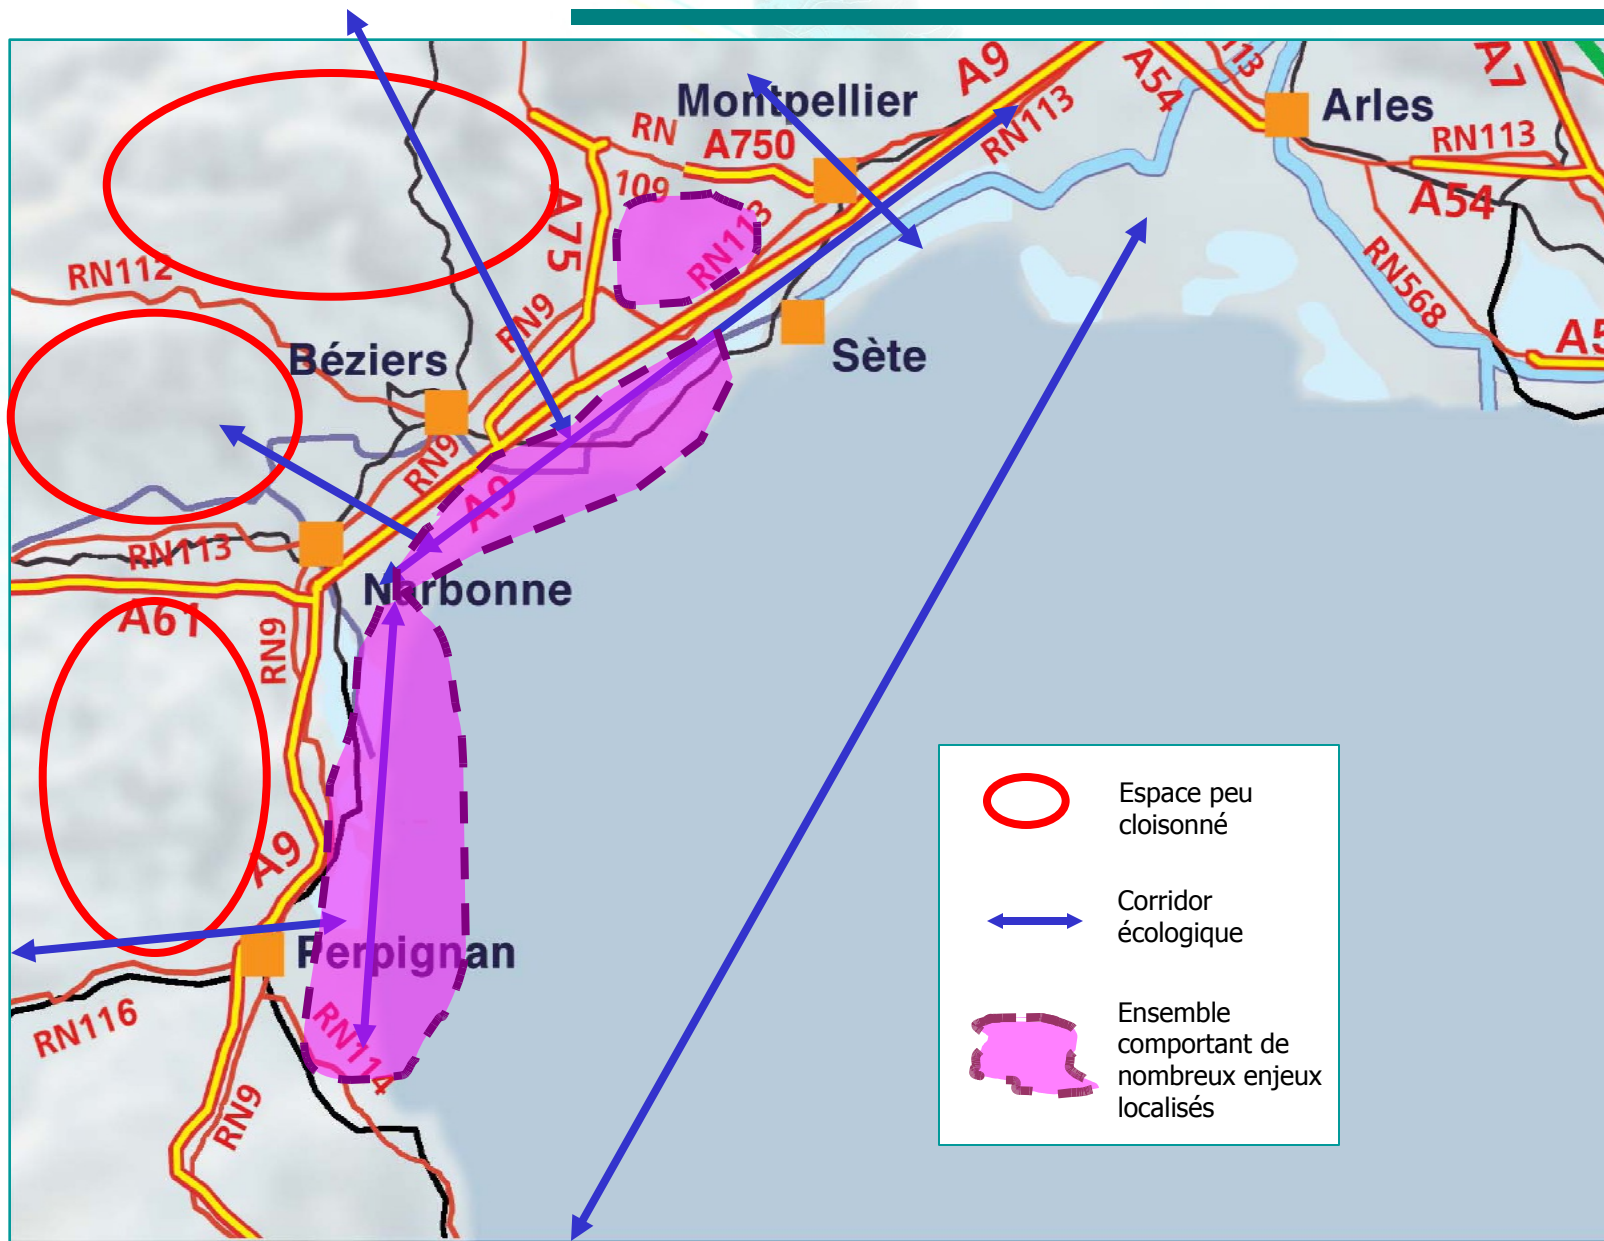 Montpellier
A9
A54
113
A7
Arles
RN
A750
RN113
RN113
109
A75
RN113
A54
RN112
RN9
RN568
Béziers
Sète
A5
RN9
A9
RN113
Narbonne
A61
RN9
A9
Perpignan
RN116
RN114
RN9
Espace peu
cloisonné
Corridor
écologique
Ensemble
comportant de
nombreux enjeux
localisés